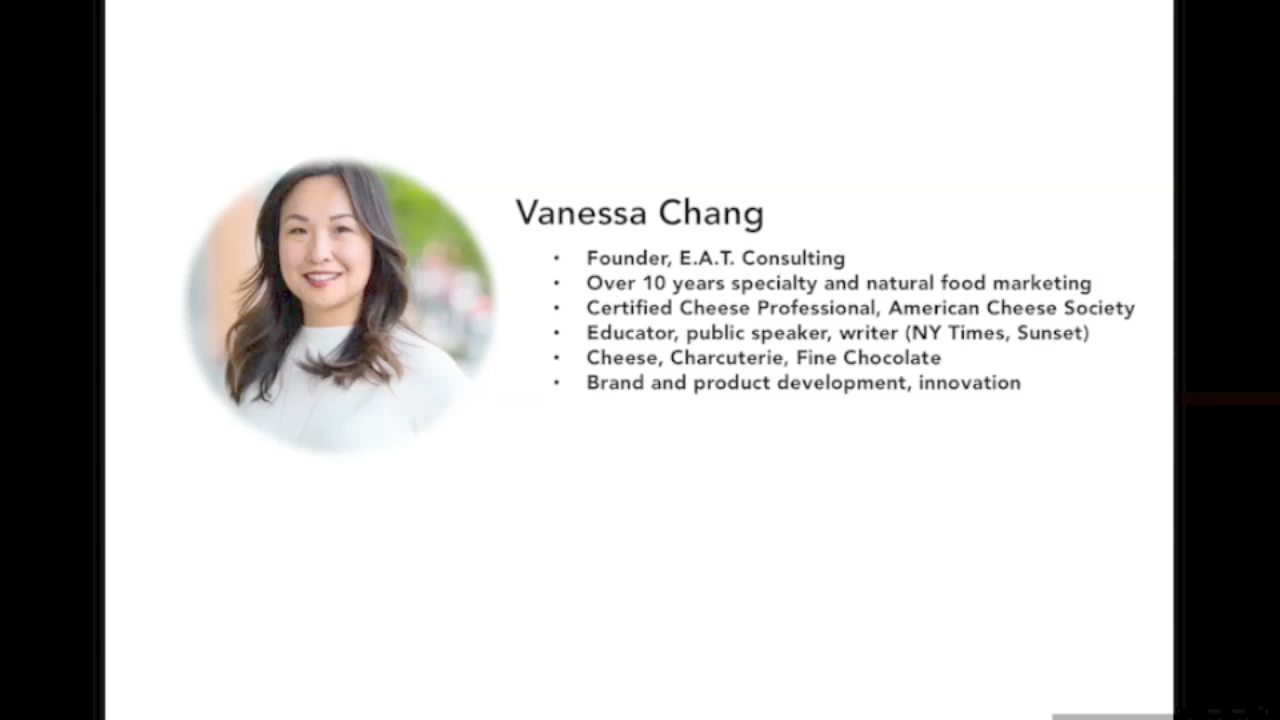 Vanessa Chang
• Founder, E.A.T. Consulting
• Over 10 years specialty and natural food marketing
• Certified Cheese Professional, American Cheese Society
• Educator, public speaker, writer (NY Times, Sunset)
• Cheese, Charcuterie, Fine Chocolate
• Brand and product development, innovation